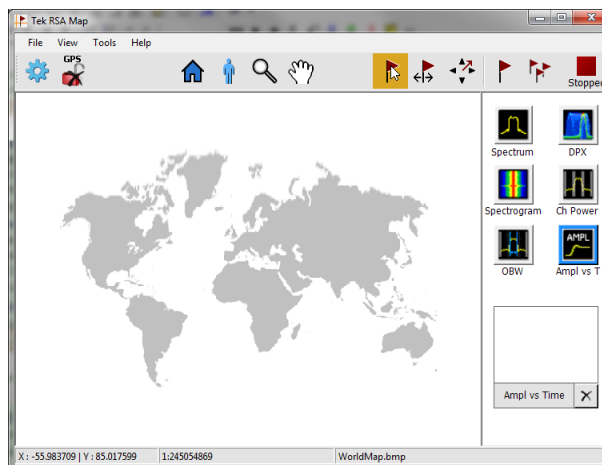 Tek RSA Map
File View Tools Help
GPS
Stopped
Spectrum DPX
Spectrogram Ch Power
AMPL
OBW Ampl vs T
Ampl vs Time
X : -55.983709 | Y : 85.017599 1:245054869 WorldMap.bmp